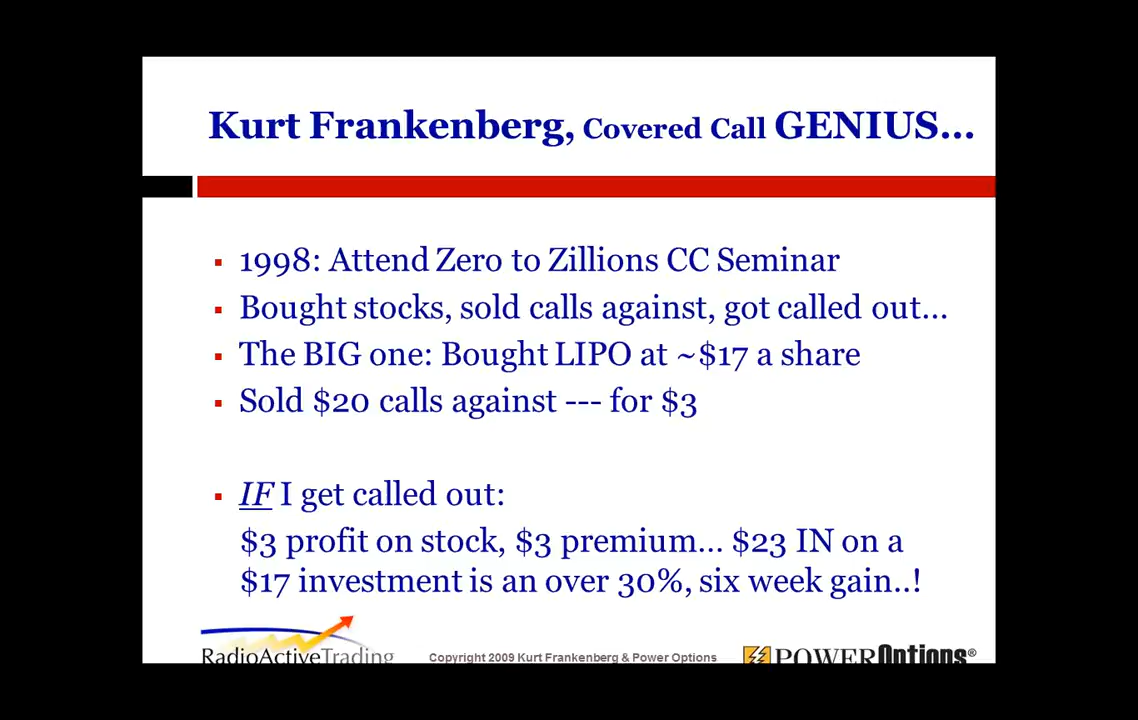 Kurt Frankenberg, Covered Call GENIUS...
▪ 1998: Attend Zero to Zillions CC Seminar
▪ Bought stocks, sold calls against, got called out...
▪ The BIG one: Bought LIPO at ~$17 a share
▪ Sold $20 calls against --- for $3
▪ IF I get called out:
$3 profit on stock, $3 premium... $23 IN on a
$17 investment is an over 30%, six week gain..!
RadioActiveTrading
Copyright 2009 Kurt Frankenberg & Power Options
POWEROptions®